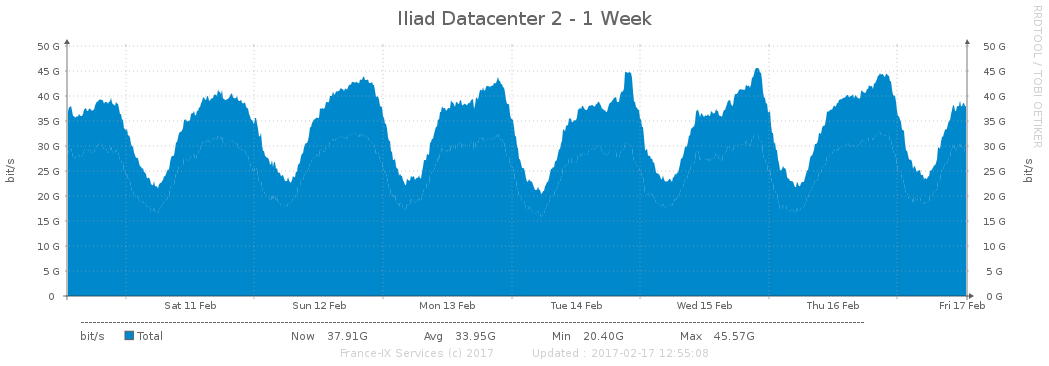 Iliad Datacenter 2 - 1 Week
RRDTOOL / TOBI OETIKER
50 G 50 G
45 G 45 G
40 G 40 G
35 G 35 G
30 G 30 G
25 G 25 G
20 G 20 G
15 G 15 G
10 G 10 G
5 G 5 G
0 0 G
bit/s bit/s
Sat 11 Feb Sun 12 Feb Mon 13 Feb Tue 14 Feb Wed 15 Feb Thu 16 Feb Fri 17 Feb
bit/s Total Now 37.91G Avg 33.95G Min 20.40G Max 45.57G
France-IX Services (c) 2017 Updated : 2017-02-17 12:55:08